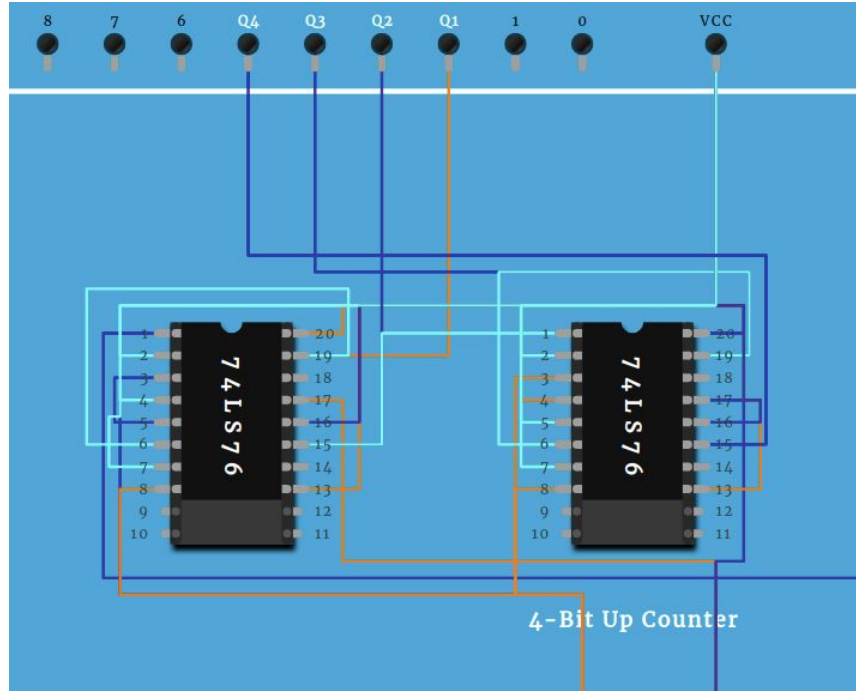 8 7 6 Q4 Q3 Q2 Q1 1 0 VCC
1 20 1 20
2 19 2 19
3 18 3 18
4 17 4 17
5 16 5 16
6 15 6 15
7 14 7 14
8 13 8 13
9 12 9 12
10 11 10 11
74LS76 74LS76
4-Bit Up Counter